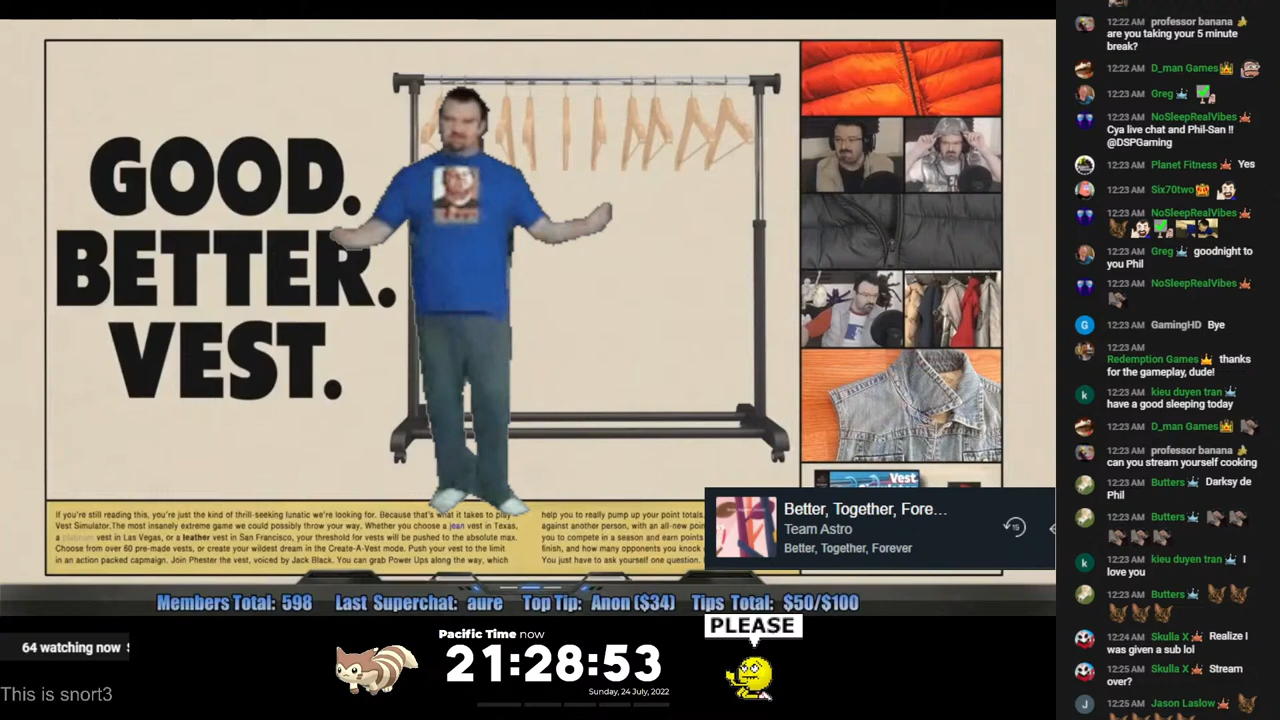 GOOD.
BETTER.
VEST.
If you're still reading this, you're just the kind of thrill-seeking lunatic we're looking for. Because that's what it takes to play
Vest Simulator.The most insanely extreme game we could possibly throw your way. Whether you choose a jean vest in Texas,
a platinum vest in Las Vegas, or a leather vest in San Francisco, your threshold for vests will be pushed to the absolute max.
Choose from over 60 pre-made vests, or create your wildest dream in the Create-A-Vest mode. Push your vest to the limit
in an action packed capmaign. Join Phester the vest, voiced by Jack Black. You can grab Power Ups along the way, which
help you to really pump up your point totals.
against another person, with an all-new poin
you to compete in a season and earn points
finish, and how many opponents you knock
You just have to ask yourself one question.
Vest
Better, Together, Fore...
Team Astro
Better, Together, Forever
15
Members Total: 598 Last Superchat: aure Top Tip: Anon ($34) Tips Total: $50/$100
64 watching now
This is snort3
Pacific Time now
21:28:53
Sunday, 24 July, 2022
PLEASE
12:22 AM professor banana
are you taking your 5 minute
break?
12:22 AM D_man Games
12:23 AM Greg
12:23 AM NoSleepRealVibes
Cya live chat and Phil-San !!
@DSPGaming
12:23 AM Planet Fitness Yes
12:23 AM Six70two
12:23 AM NoSleepRealVibes
12:23 AM Greg goodnight to
you Phil
12:23 AM NoSleepRealVibes
G 12:23 AM GamingHD Bye
12:23 AM
Redemption Games thanks
for the gameplay, dude!
k 12:23 AM kieu duyen tran
have a good sleeping today
12:23 AM D_man Games
12:23 AM professor banana
can you stream yourself cooking
12:23 AM Butters Darksy de
Phil
12:23 AM Butters
k 12:23 AM kieu duyen tran I
love you
12:23 AM Butters
12:24 AM Skulla X Realize I
was given a sub lol
12:25 AM Skulla X Stream
over?
J 12:25 AM Jason Laslow